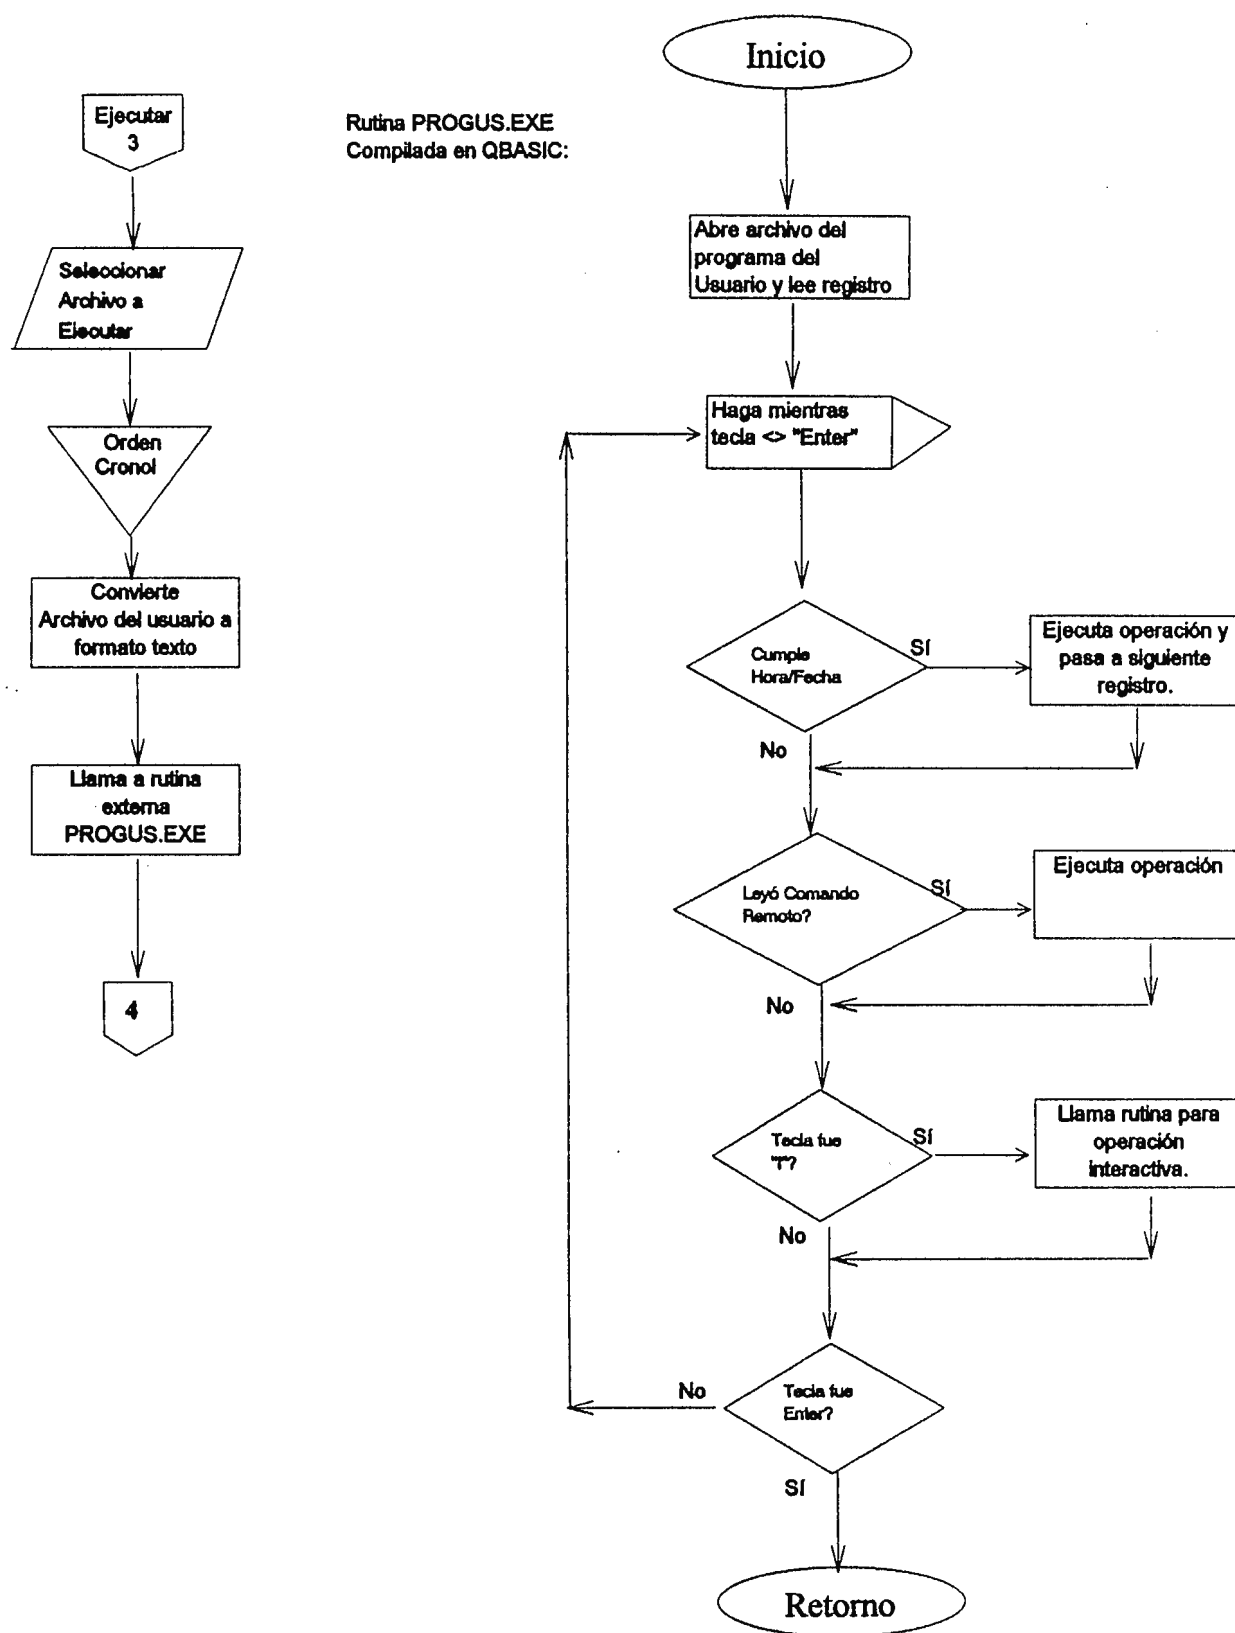 Ejecutar
3
Seleccionar
Archivo a
Ejecutar
Orden
Cronol
Convierte
Archivo del usuario a
formato texto
Llama a rutina
externa
PROGUS.EXE
4
Rutina PROGUS.EXE
Compilada en QBASIC:
Inicio
Abre archivo del
programa del
Usuario y lee registro
Haga mientras
tecla <> "Enter"
Cumple
Hora/Fecha
Sí
Ejecuta operación y
pasa a siguiente
registro.
No
Leyó Comando
Remoto?
Sí
Ejecuta operación
No
Tecla fue
"I"?
Sí
Llama rutina para
operación
interactiva.
No
Tecla fue
Enter?
No
Sí
Retorno